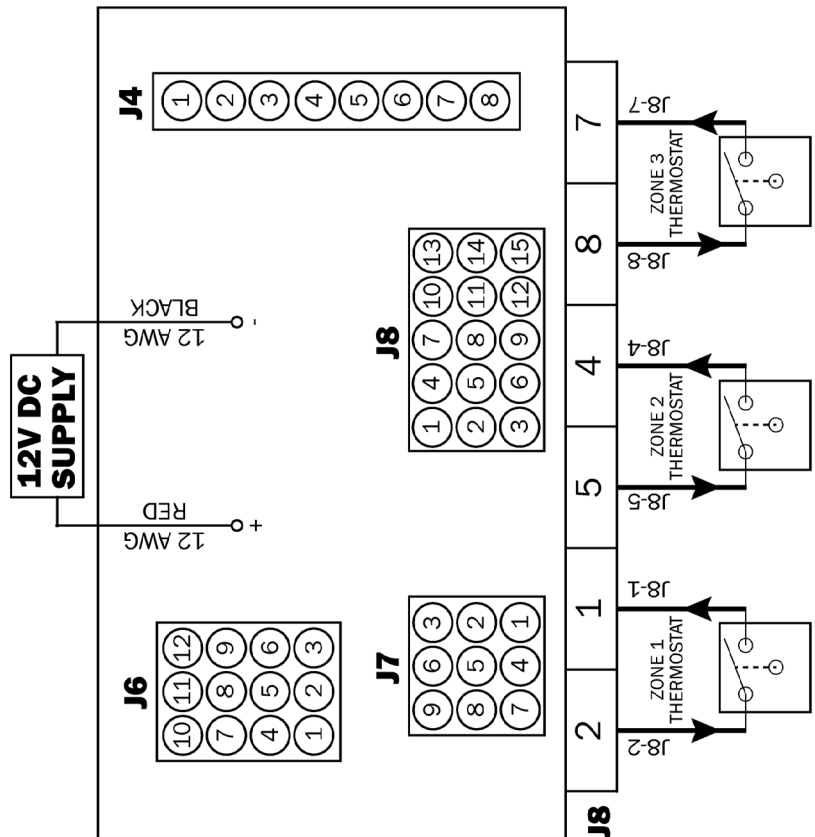 12V DC
SUPPLY
12 AWG
RED
+
12 AWG
BLACK
-
J6
10 11 12
7 8 9
4 5 6
1 2 3
J4
1
2
3
4
5
6
7
8
J7
9 6 3
8 5 2
7 4 1
J8
1 4 7 10 13
2 5 8 11 14
3 6 9 12 15
J8
2 1 5 4 8 7
J8-2
ZONE 1
THERMOSTAT
J8-1
J8-5
ZONE 2
THERMOSTAT
J8-4
J8-8
ZONE 3
THERMOSTAT
J8-7